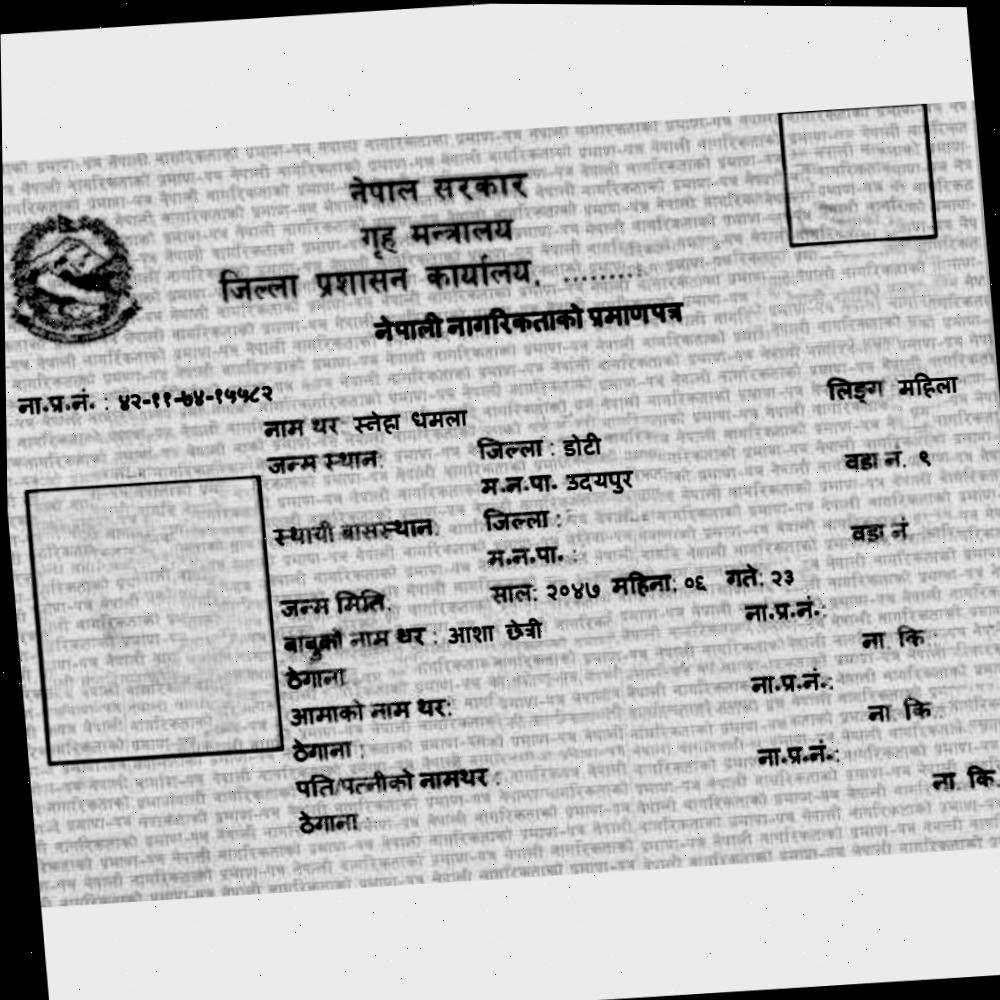 नेपाल सरकार
गृह मन्त्रालय
जिल्ला प्रशासन कार्यालय, ........
नेपाली नागरिकताको प्रमाणपत्र
ना.प्र.नं. : ४२-११-७४-१५५८२
लिङ्ग महिला
नाम थर स्नेहा धमला
जन्म स्थान: जिल्ला : डोटी
म.न.पा. उदयपुर वडा नं. ९
स्थायी बासस्थान: जिल्ला :
म.न.पा. : वडा नं
जन्म मिति: साल: २०४७ महिना: ०६ गते: २३
बाबुको नाम थर : आशा छेत्री ना.प्र.नं.:
ठेगाना ना. कि.:
आमाको नाम थर: ना.प्र.नं.:
ठेगाना : ना. कि.:
पति/पत्नीको नामथर : ना.प्र.नं.:
ठेगाना : ना. कि